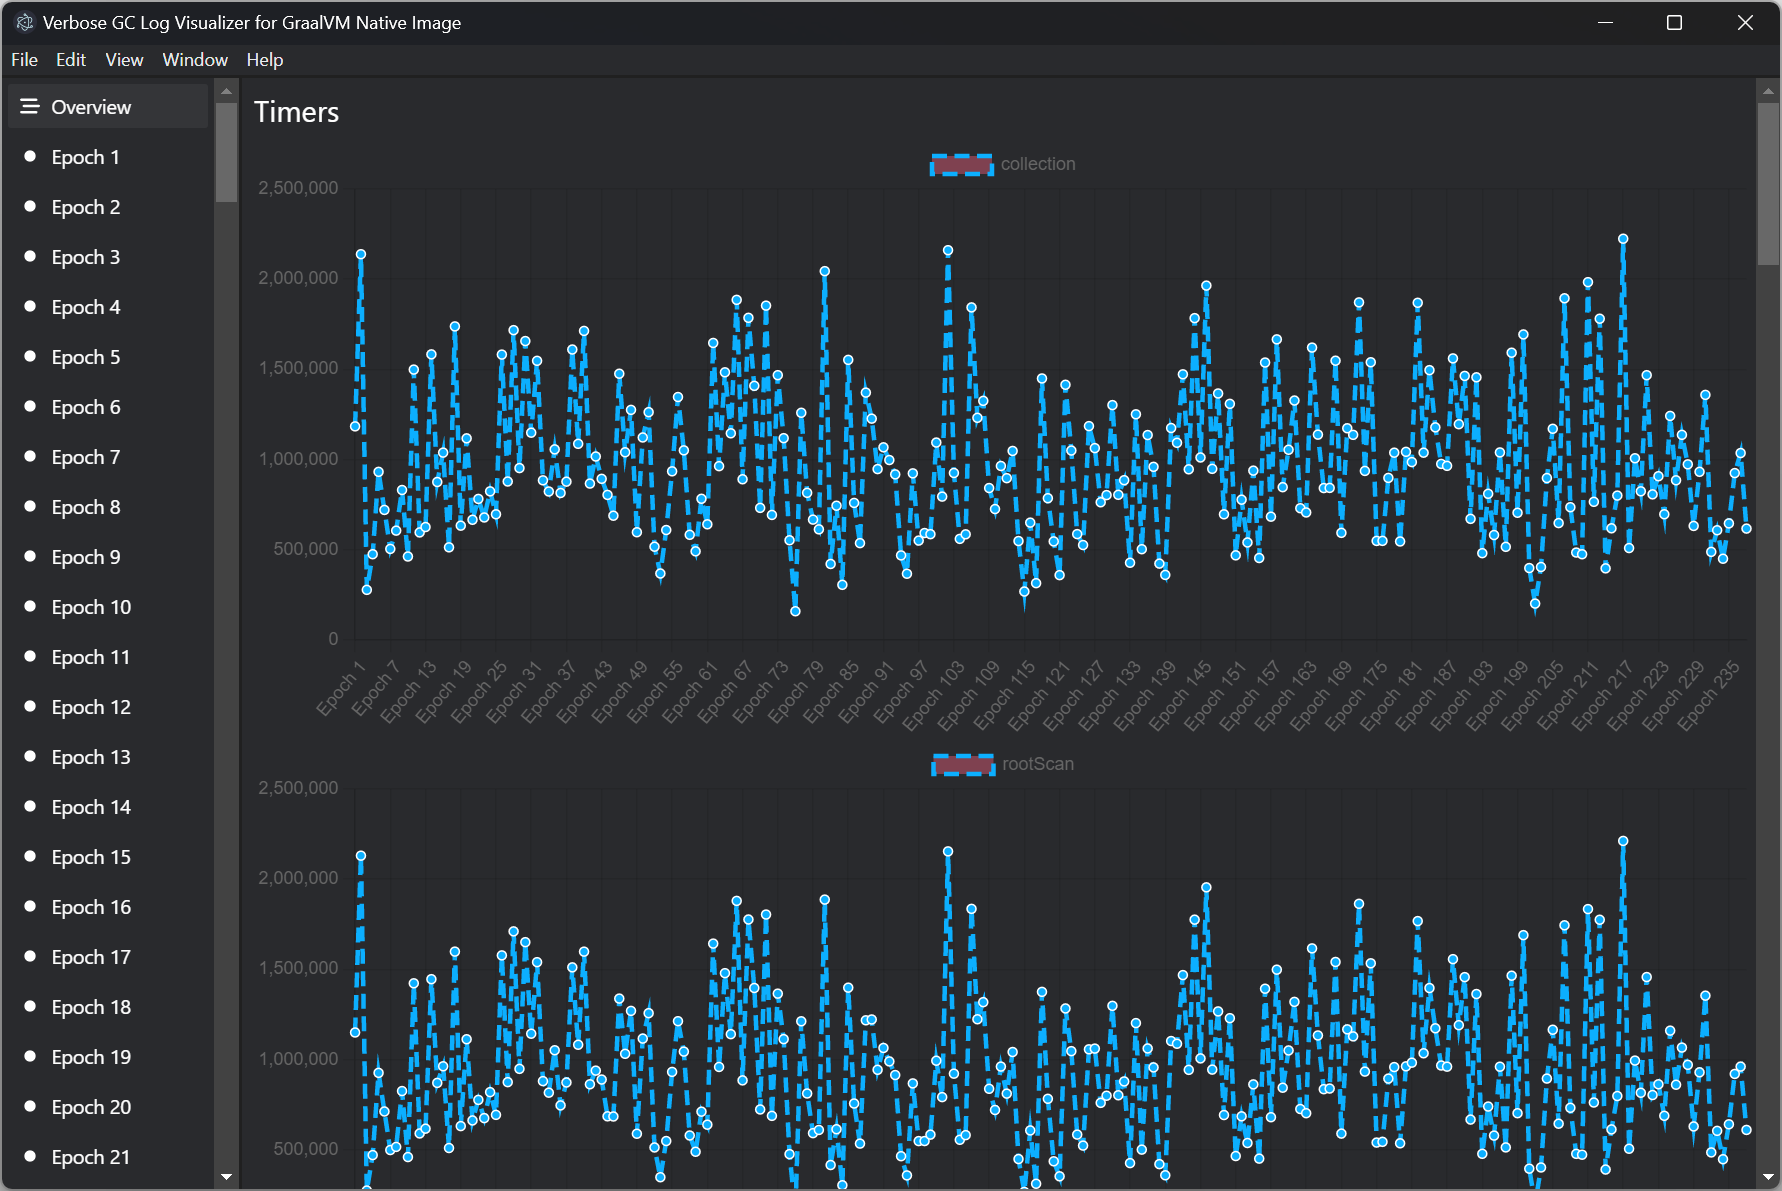 Verbose GC Log Visualizer for GraalVM Native Image
File Edit View Window Help
Overview
Epoch 1
Epoch 2
Epoch 3
Epoch 4
Epoch 5
Epoch 6
Epoch 7
Epoch 8
Epoch 9
Epoch 10
Epoch 11
Epoch 12
Epoch 13
Epoch 14
Epoch 15
Epoch 16
Epoch 17
Epoch 18
Epoch 19
Epoch 20
Epoch 21
Timers
collection
2,500,000
2,000,000
1,500,000
1,000,000
500,000
0
Epoch 1
Epoch 7
Epoch 13
Epoch 19
Epoch 25
Epoch 31
Epoch 37
Epoch 43
Epoch 49
Epoch 55
Epoch 61
Epoch 67
Epoch 73
Epoch 79
Epoch 85
Epoch 91
Epoch 97
Epoch 103
Epoch 109
Epoch 115
Epoch 121
Epoch 127
Epoch 133
Epoch 139
Epoch 145
Epoch 151
Epoch 157
Epoch 163
Epoch 169
Epoch 175
Epoch 181
Epoch 187
Epoch 193
Epoch 199
Epoch 205
Epoch 211
Epoch 217
Epoch 223
Epoch 229
Epoch 235
rootScan
2,500,000
2,000,000
1,500,000
1,000,000
500,000